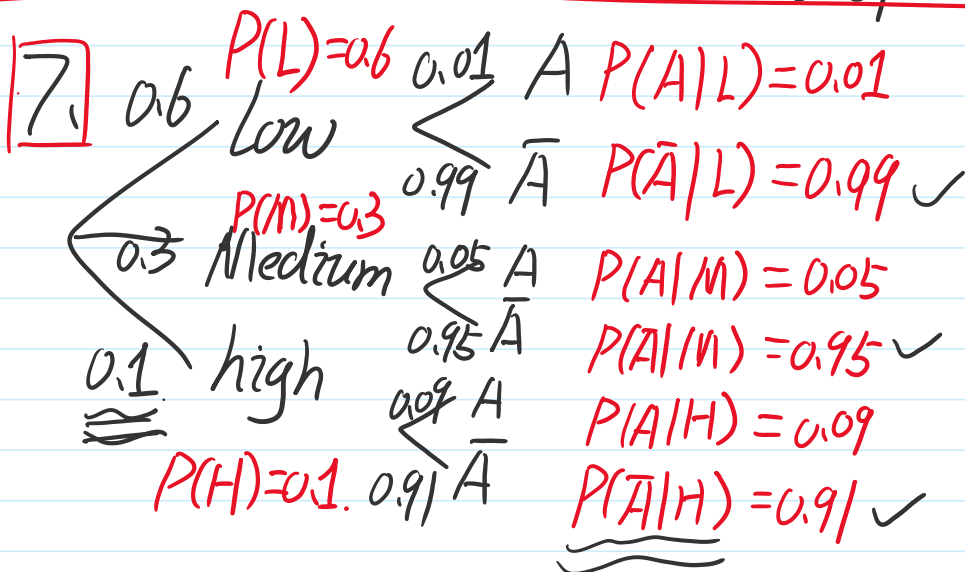 P(L)=0.6
7. 0.6 Low 0.01 A P(A|L)=0.01
0.99 Ā P(Ā|L)=0.99 ✓
P(M)=0.3
0.3 Medium 0.05 A P(A|M)=0.05
0.95 Ā P(Ā|M)=0.95 ✓
0.1 high 0.09 A P(A|H)=0.09
P(H)=0.1. 0.91 Ā P(Ā|H)=0.91 ✓